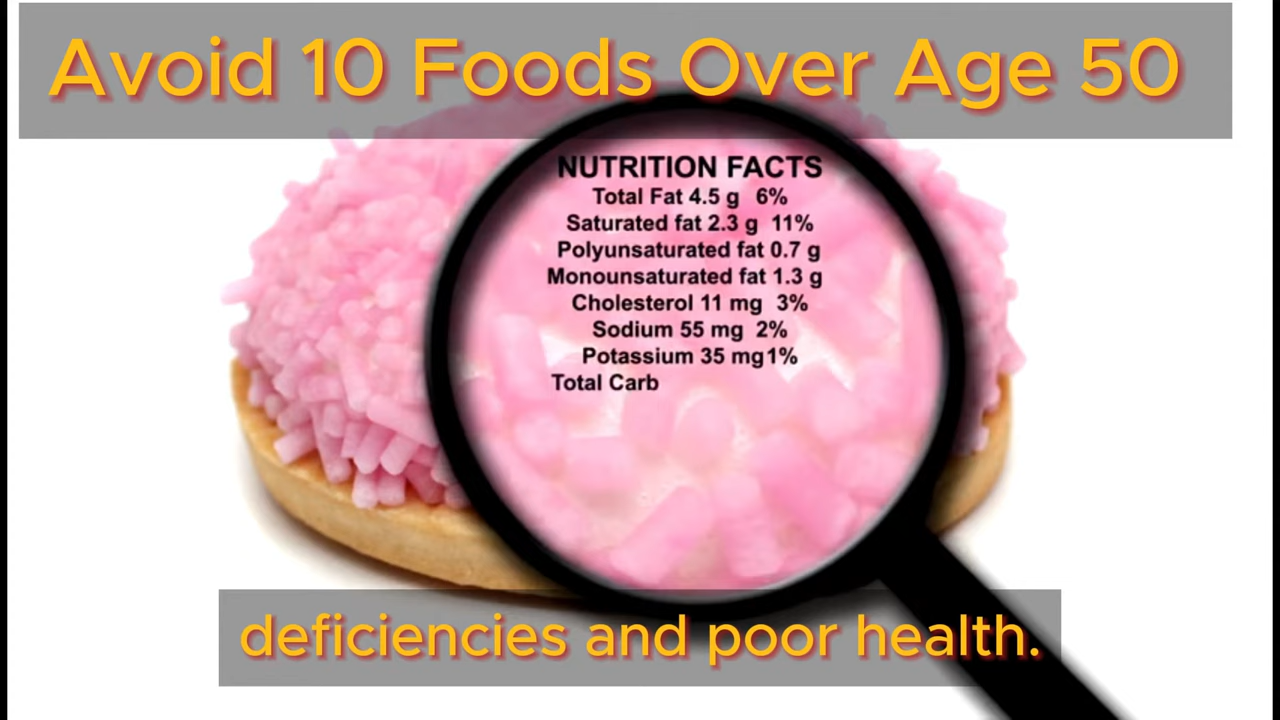 Avoid 10 Foods Over Age 50
NUTRITION FACTS
Total Fat 4.5 g 6%
Saturated fat 2.3 g 11%
Polyunsaturated fat 0.7 g
Monounsaturated fat 1.3 g
Cholesterol 11 mg 3%
Sodium 55 mg 2%
Potassium 35 mg 1%
Total Carb
deficiencies and poor health.